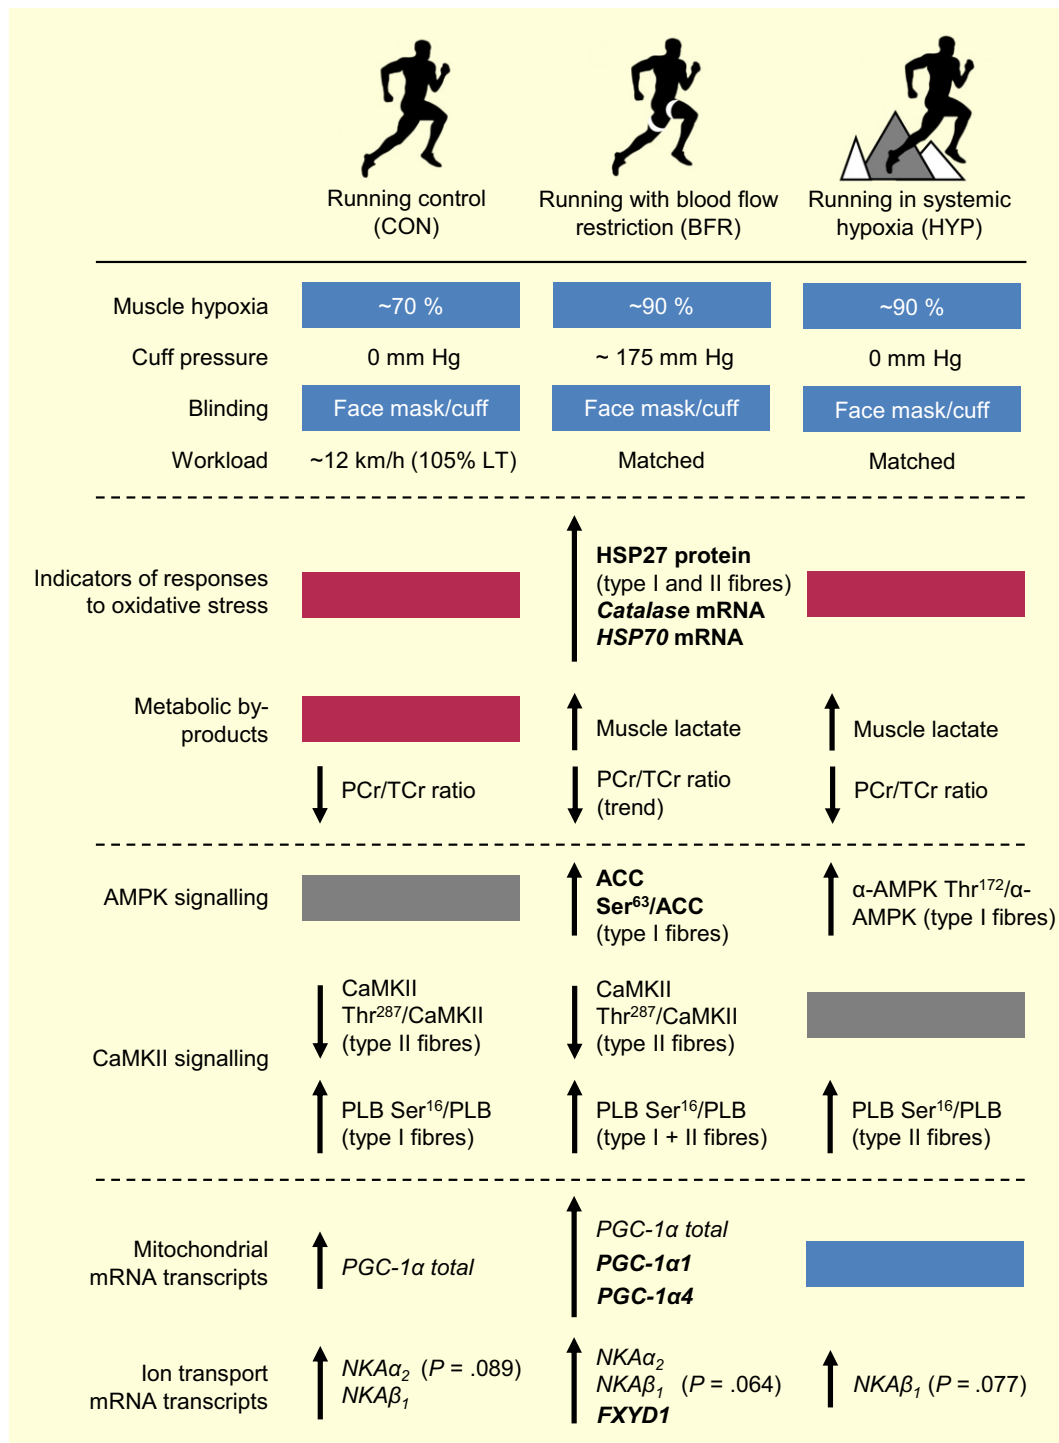 Running control
(CON)
Running with blood flow
restriction (BFR)
Running in systemic
hypoxia (HYP)
Muscle hypoxia
~70 %
~90 %
~90 %
Cuff pressure
0 mm Hg
~ 175 mm Hg
0 mm Hg
Blinding
Face mask/cuff
Face mask/cuff
Face mask/cuff
Workload
~12 km/h (105% LT)
Matched
Matched
Indicators of responses
to oxidative stress
HSP27 protein
(type I and II fibres)
Catalase mRNA
HSP70 mRNA
Metabolic by-
products
Muscle lactate
Muscle lactate
PCr/TCr ratio
PCr/TCr ratio
(trend)
PCr/TCr ratio
AMPK signalling
ACC
Ser⁶³/ACC
(type I fibres)
α-AMPK Thr¹⁷²/α-
AMPK (type I fibres)
CaMKII signalling
CaMKII
Thr²⁸⁷/CaMKII
(type II fibres)
CaMKII
Thr²⁸⁷/CaMKII
(type II fibres)
PLB Ser¹⁶/PLB
(type I fibres)
PLB Ser¹⁶/PLB
(type I + II fibres)
PLB Ser¹⁶/PLB
(type II fibres)
Mitochondrial
mRNA transcripts
PGC-1α total
PGC-1α total
PGC-1α1
PGC-1α4
Ion transport
mRNA transcripts
NKAα₂ (P = .089)
NKAβ₁
NKAα₂
NKAβ₁ (P = .064)
FXYD1
NKAβ₁ (P = .077)